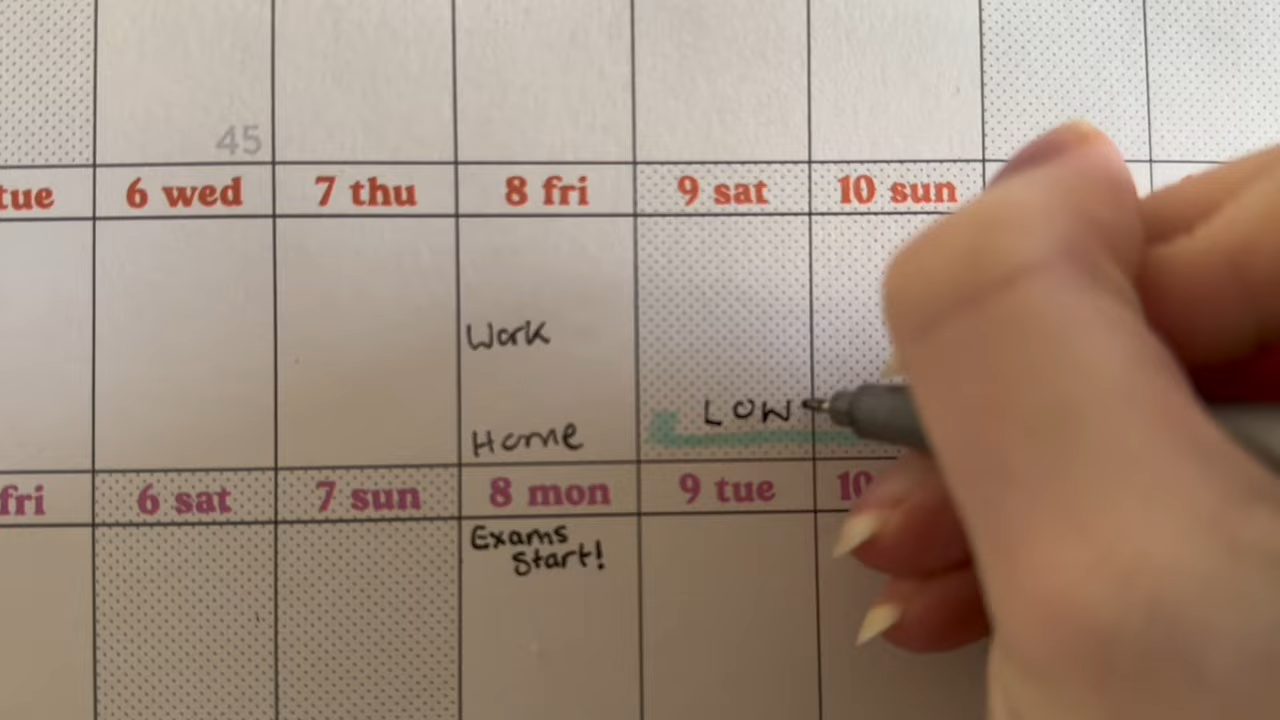 45
tue 6 wed 7 thu 8 fri 9 sat 10 sun
Work
LOW
Home
fri 6 sat 7 sun 8 mon 9 tue 10
Exams
Start!